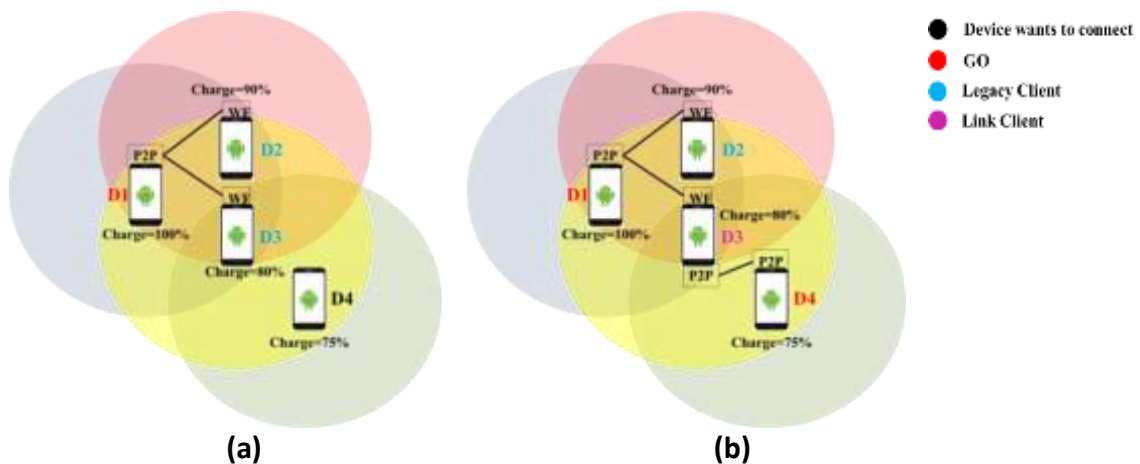 Charge=90%
WF
D2
P2P
D1
Charge=100%
WF
D3
Charge=80%
D4
Charge=75%
(a)
Charge=90%
WF
D2
P2P
D1
Charge=100%
WF
Charge=80%
D3
P2P
P2P
D4
Charge=75%
(b)
Device wants to connect
GO
Legacy Client
Link Client